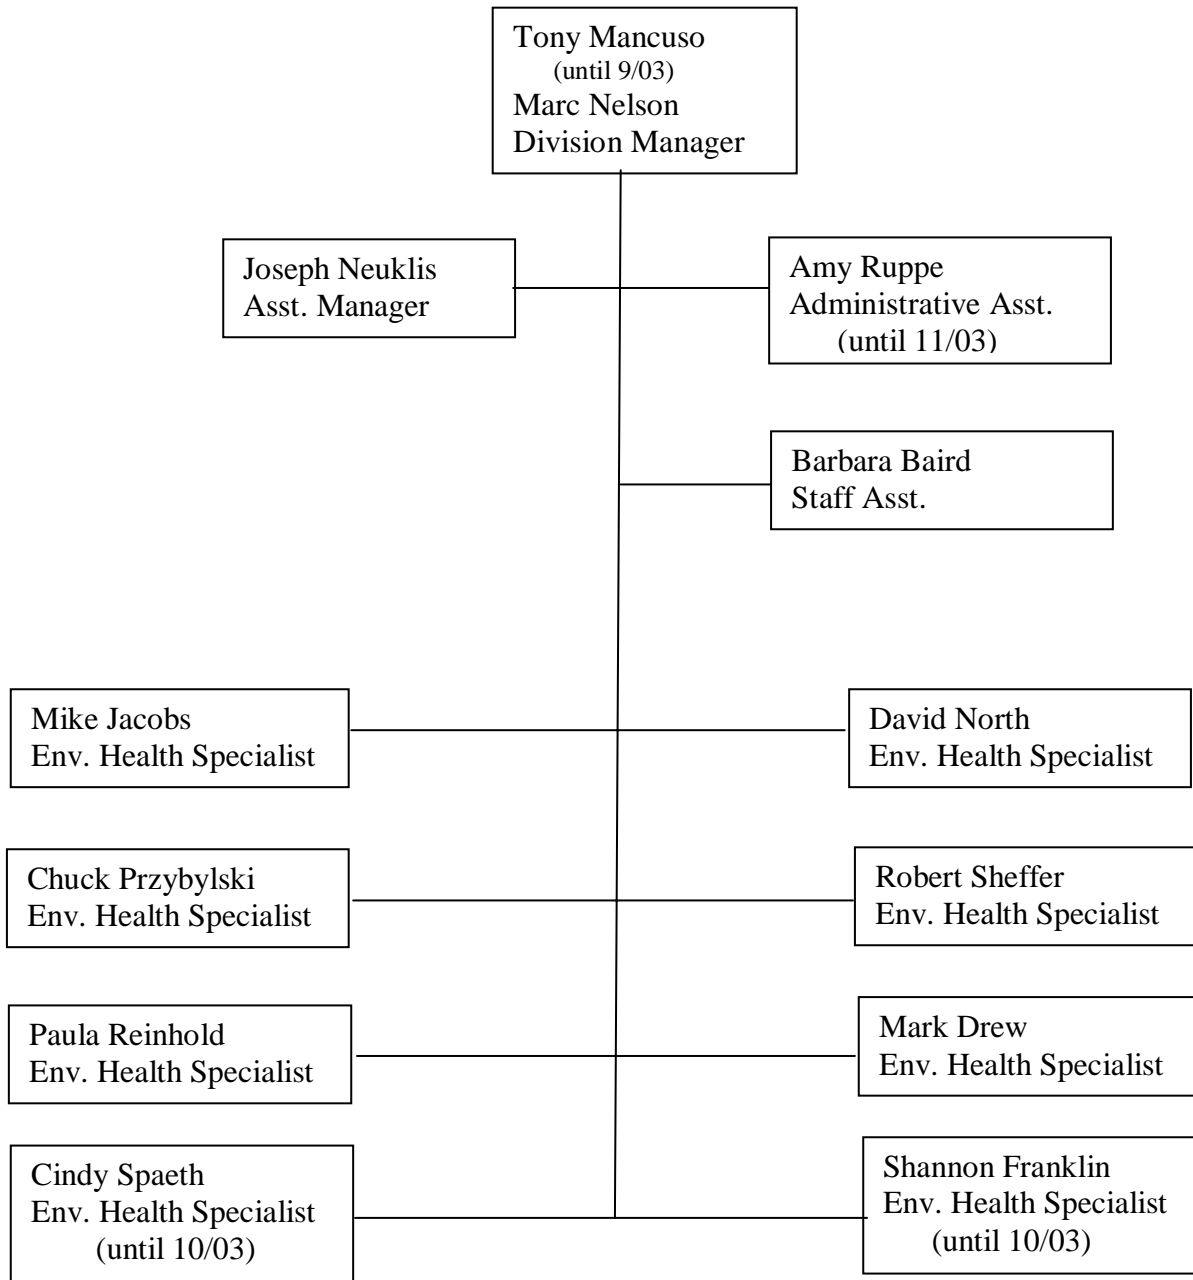 Tony Mancuso
(until 9/03)
Marc Nelson
Division Manager
Joseph Neuklis
Asst. Manager
Amy Ruppe
Administrative Asst.
(until 11/03)
Barbara Baird
Staff Asst.
Mike Jacobs
Env. Health Specialist
David North
Env. Health Specialist
Chuck Przybylski
Env. Health Specialist
Robert Sheffer
Env. Health Specialist
Paula Reinhold
Env. Health Specialist
Mark Drew
Env. Health Specialist
Cindy Spaeth
Env. Health Specialist
(until 10/03)
Shannon Franklin
Env. Health Specialist
(until 10/03)